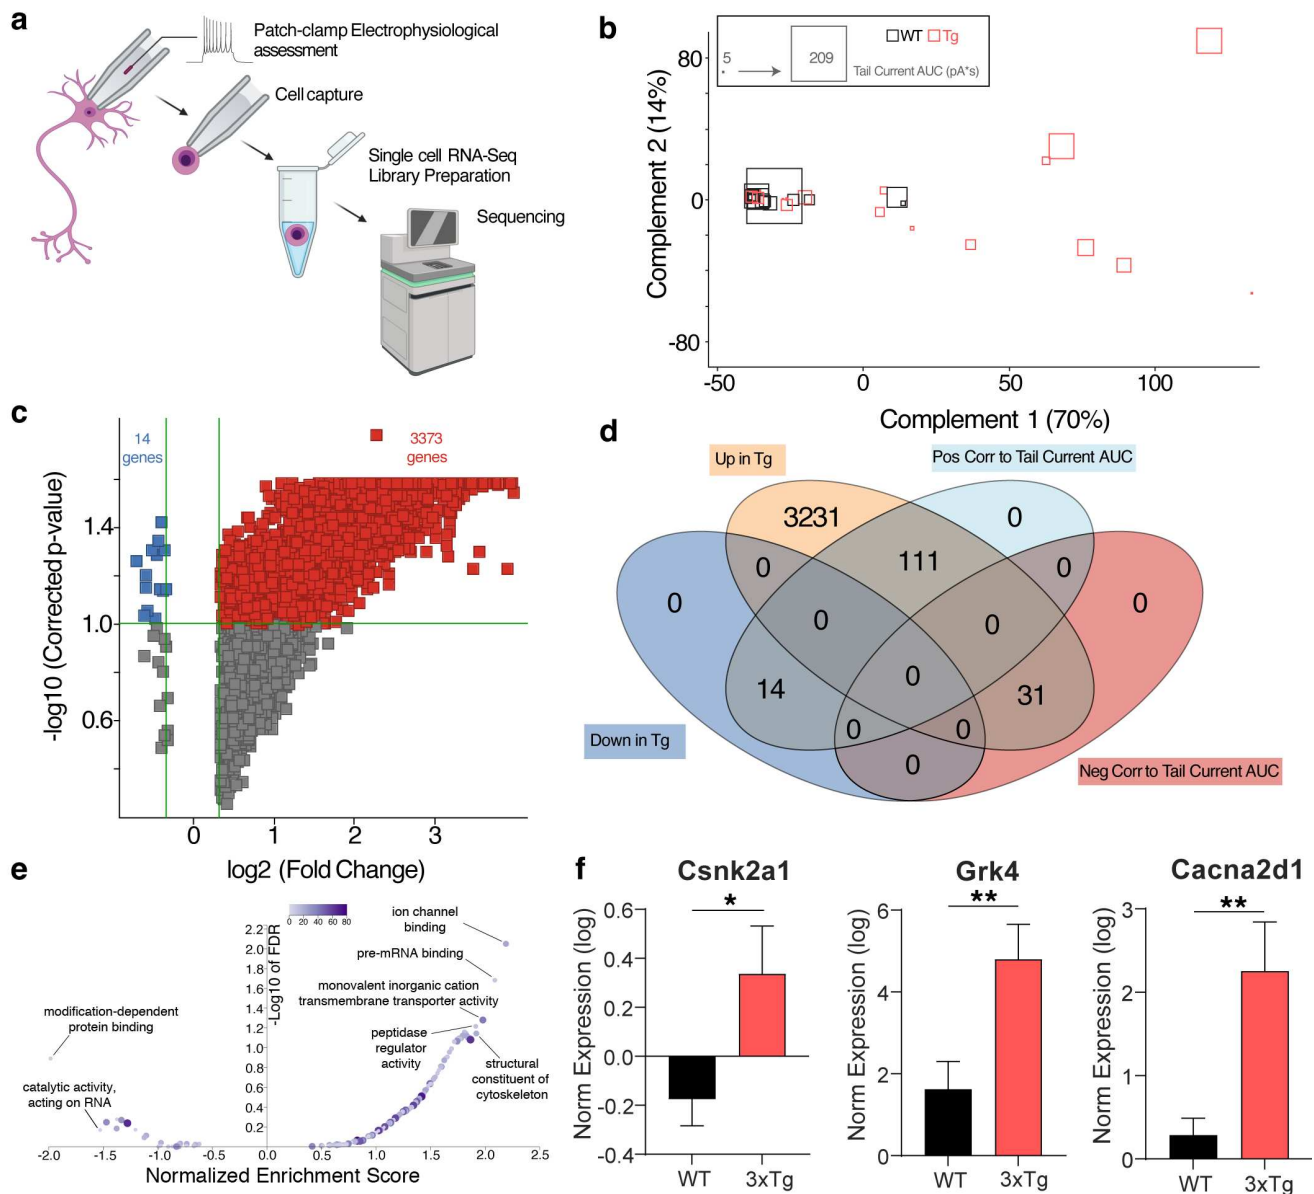 a
Patch-clamp Electrophysiological
assessment
Cell capture
Single cell RNA-Seq
Library Preparation
Sequencing
b
5
209
WT
Tg
Tail Current AUC (pA*s)
Complement 2 (14%)
80
0
-80
-50
0
50
100
Complement 1 (70%)
c
14
genes
3373
genes
-log10 (Corrected p-value)
1.4
1.0
0.6
0
1
2
3
log2 (Fold Change)
d
Up in Tg
Pos Corr to Tail Current AUC
3231
0
111
0
0
0
0
0
0
14
0
31
0
0
0
Down in Tg
Neg Corr to Tail Current AUC
e
0 20 40 60 80
-Log10 of FDR
2.2
2.0
1.8
1.6
1.4
1.2
1.0
0.8
0.6
0.4
0.2
ion channel
binding
pre-mRNA binding
monovalent inorganic cation
transmembrane transporter activity
peptidase
regulator
activity
structural
constituent of
cytoskeleton
modification-dependent
protein binding
catalytic activity,
acting on RNA
-2.0
-1.5
-1.0
-0.5
0.0
0.5
1.0
1.5
2.0
2.5
Normalized Enrichment Score
f
Csnk2a1
*
Norm Expression (log)
0.6
0.4
0.2
0.0
-0.2
-0.4
WT
3xTg
Grk4
**
Norm Expression (log)
6
4
2
0
WT
3xTg
Cacna2d1
**
Norm Expression (log)
3
2
1
0
WT
3xTg